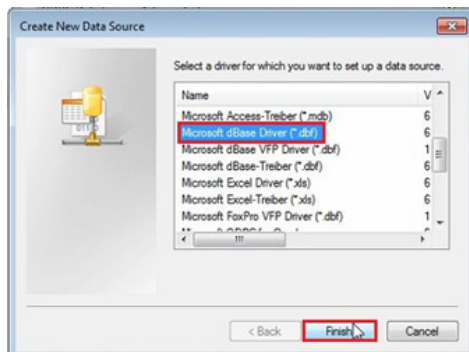 Create New Data Source
Select a driver for which you want to set up a data source.
Name V
Microsoft Access-Treiber (*.mdb) 6
Microsoft dBase Driver (*.dbf) 6
Microsoft dBase VFP Driver (*.dbf) 1
Microsoft dBase-Treiber (*.dbf) 6
Microsoft Excel Driver (*.xls) 6
Microsoft Excel-Treiber (*.xls) 6
Microsoft FoxPro VFP Driver (*.dbf) 1
< Back Finish Cancel